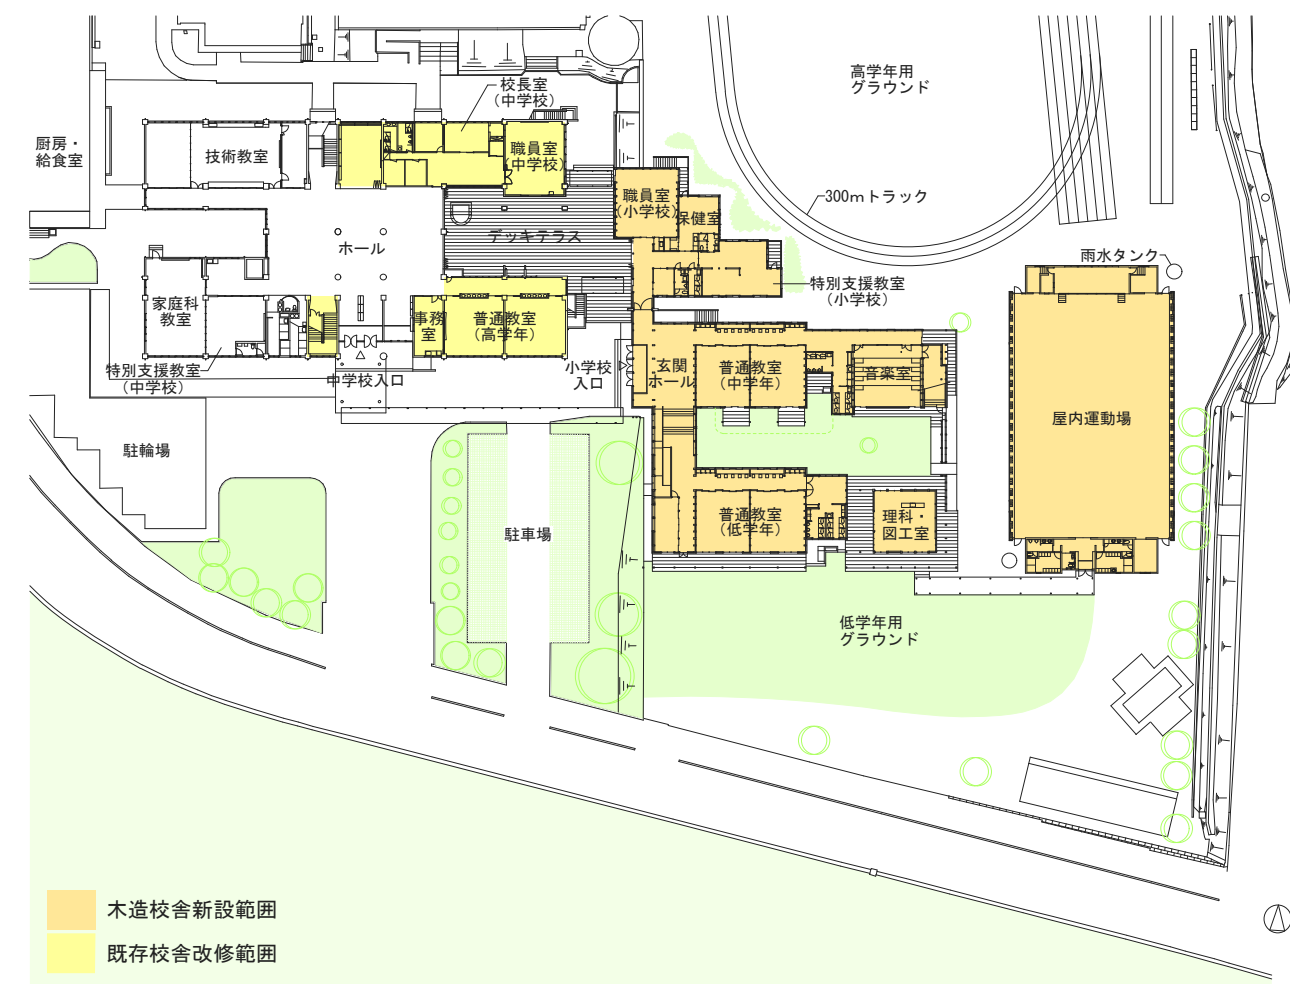 高学年用
グラウンド
校長室
（中学校）
厨房・
給食室
技術教室
職員室
（中学校）
職員室
（小学校）
300mトラック
保健室
デッキテラス
ホール
雨水タンク
特別支援教室
（小学校）
家庭科
教室
事務
室
普通教室
（高学年）
特別支援教室
（中学校）
中学校入口
小学校
入口
玄関
ホール
普通教室
（中学年）
音楽室
屋内運動場
駐輪場
駐車場
普通教室
（低学年）
理科・
図工室
低学年用
グラウンド
木造校舎新設範囲
既存校舎改修範囲